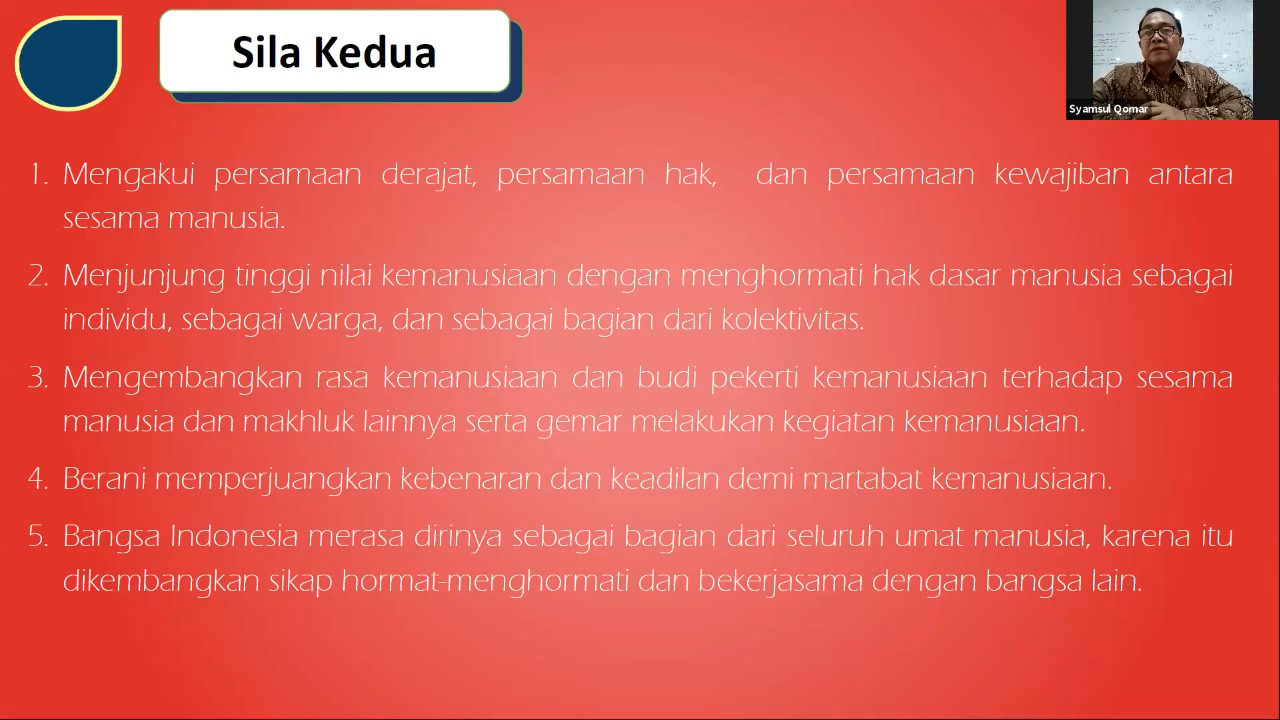 Sila Kedua
Syamsul Qomar
1. Mengakui persamaan derajat, persamaan hak, dan persamaan kewajiban antara
sesama manusia.
2. Menjunjung tinggi nilai kemanusiaan dengan menghormati hak dasar manusia sebagai
individu, sebagai warga, dan sebagai bagian dari kolektivitas.
3. Mengembangkan rasa kemanusiaan dan budi pekerti kemanusiaan terhadap sesama
manusia dan makhluk lainnya serta gemar melakukan kegiatan kemanusiaan.
4. Berani memperjuangkan kebenaran dan keadilan demi martabat kemanusiaan.
5. Bangsa Indonesia merasa dirinya sebagai bagian dari seluruh umat manusia, karena itu
dikembangkan sikap hormat-menghormati dan bekerjasama dengan bangsa lain.